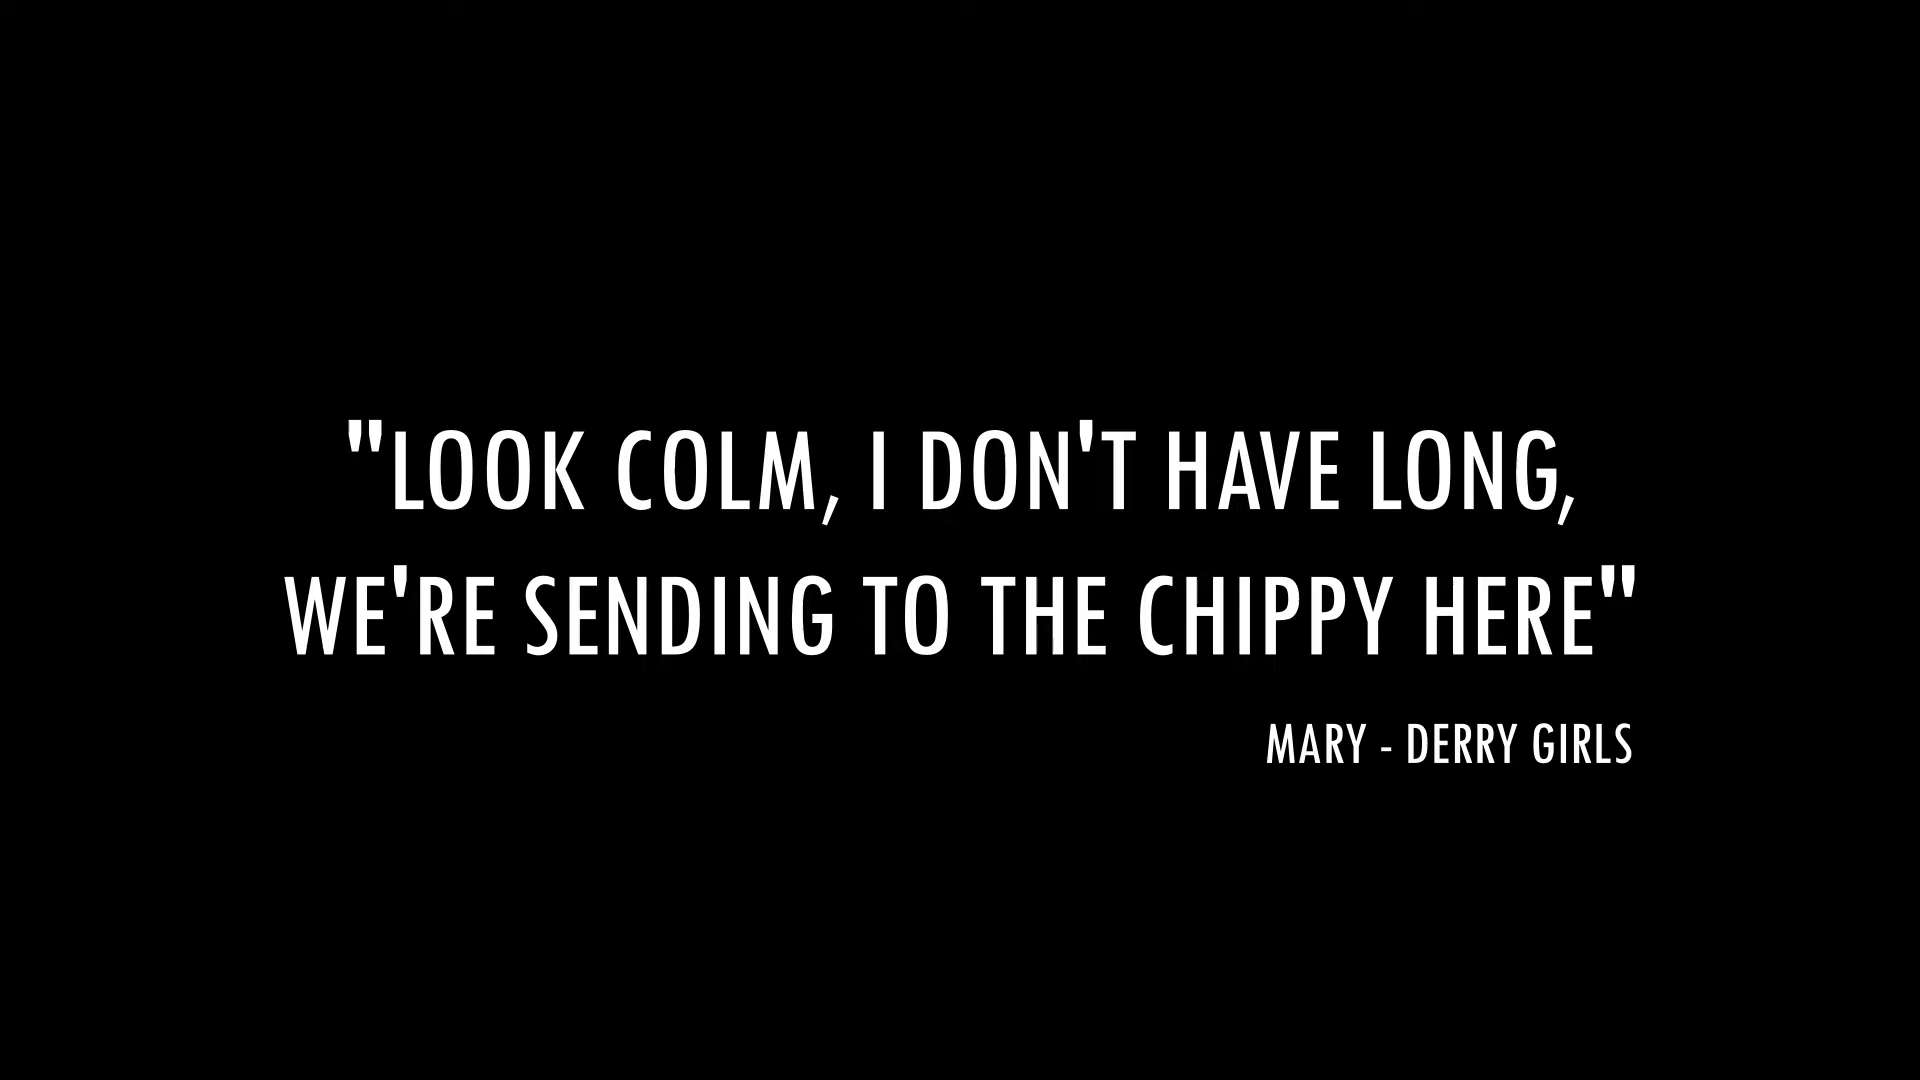 "LOOK COLM, I DON'T HAVE LONG,
WE'RE SENDING TO THE CHIPPY HERE"
MARY - DERRY GIRLS